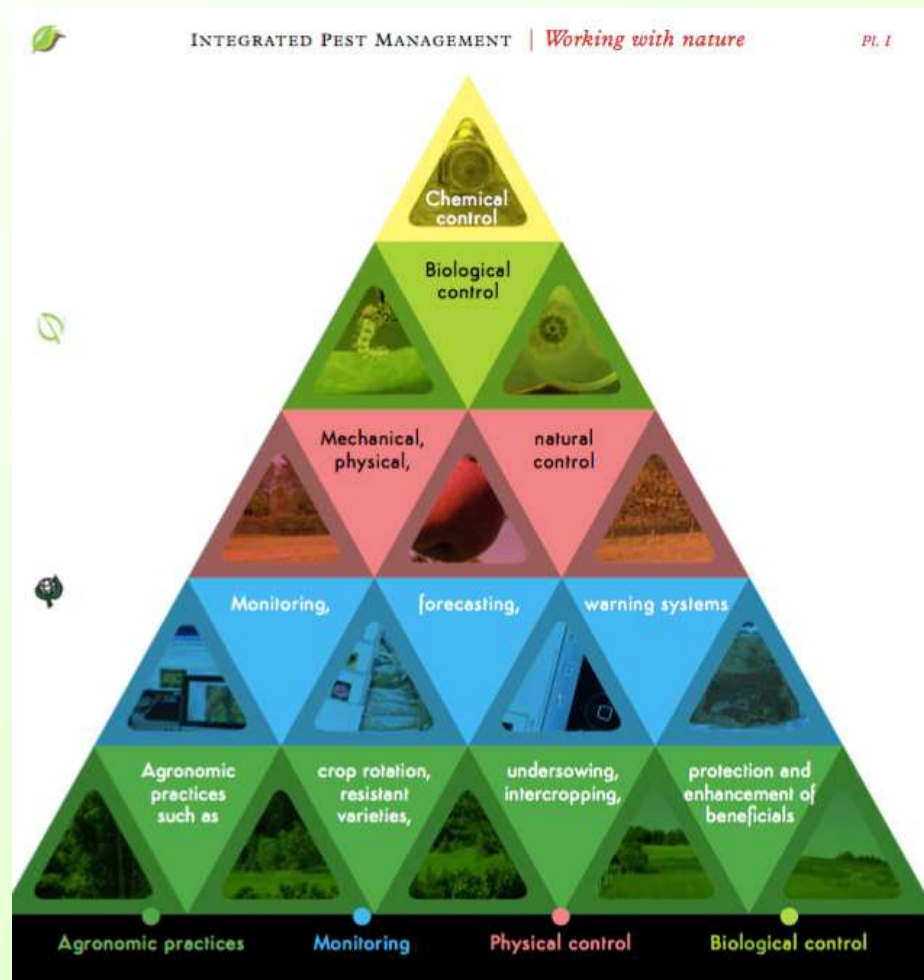 INTEGRATED PEST MANAGEMENT | Working with nature Pl. I
Chemical
control
Biological
control
Mechanical,
physical,
natural
control
Monitoring,
forecasting,
warning systems
Agronomic
practices
such as
crop rotation,
resistant
varieties,
undersowing,
intercropping,
protection and
enhancement of
beneficials
Agronomic practices
Monitoring
Physical control
Biological control